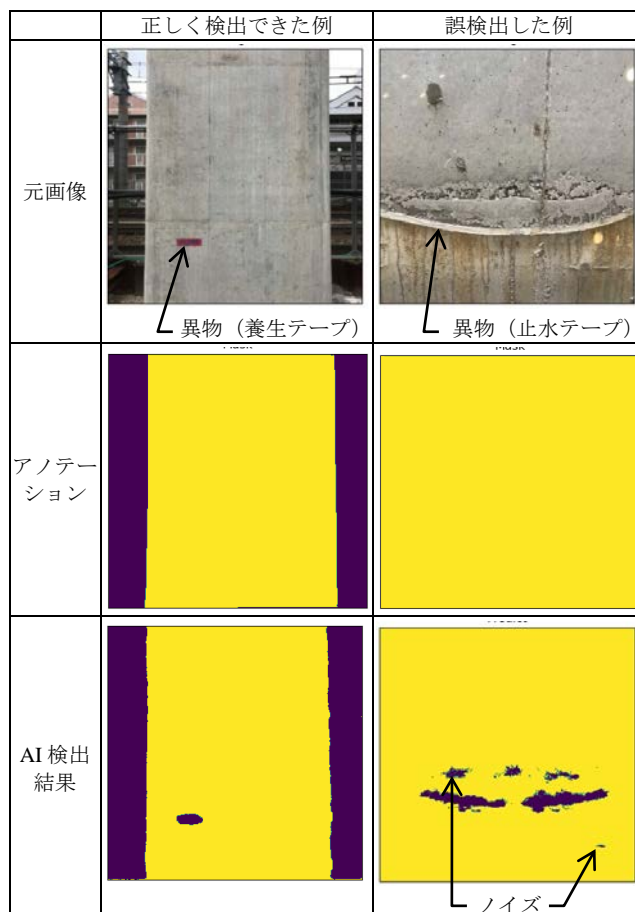 正しく検出できた例
誤検出した例
元画像
異物（養生テープ）
異物（止水テープ）
アノテー
ション
AI 検出
結果
ノイズ